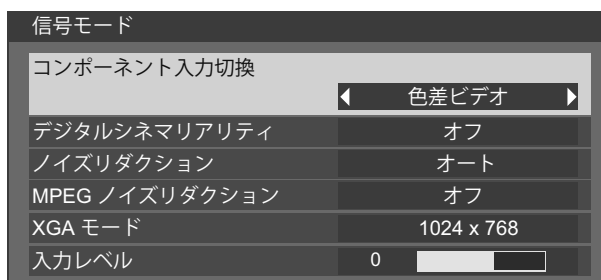 信号モード
コンポーネント入力切換
色差ビデオ
デジタルシネマリアリティ オフ
ノイズリダクション オート
MPEG ノイズリダクション オフ
XGA モード 1024 x 768
入力レベル 0